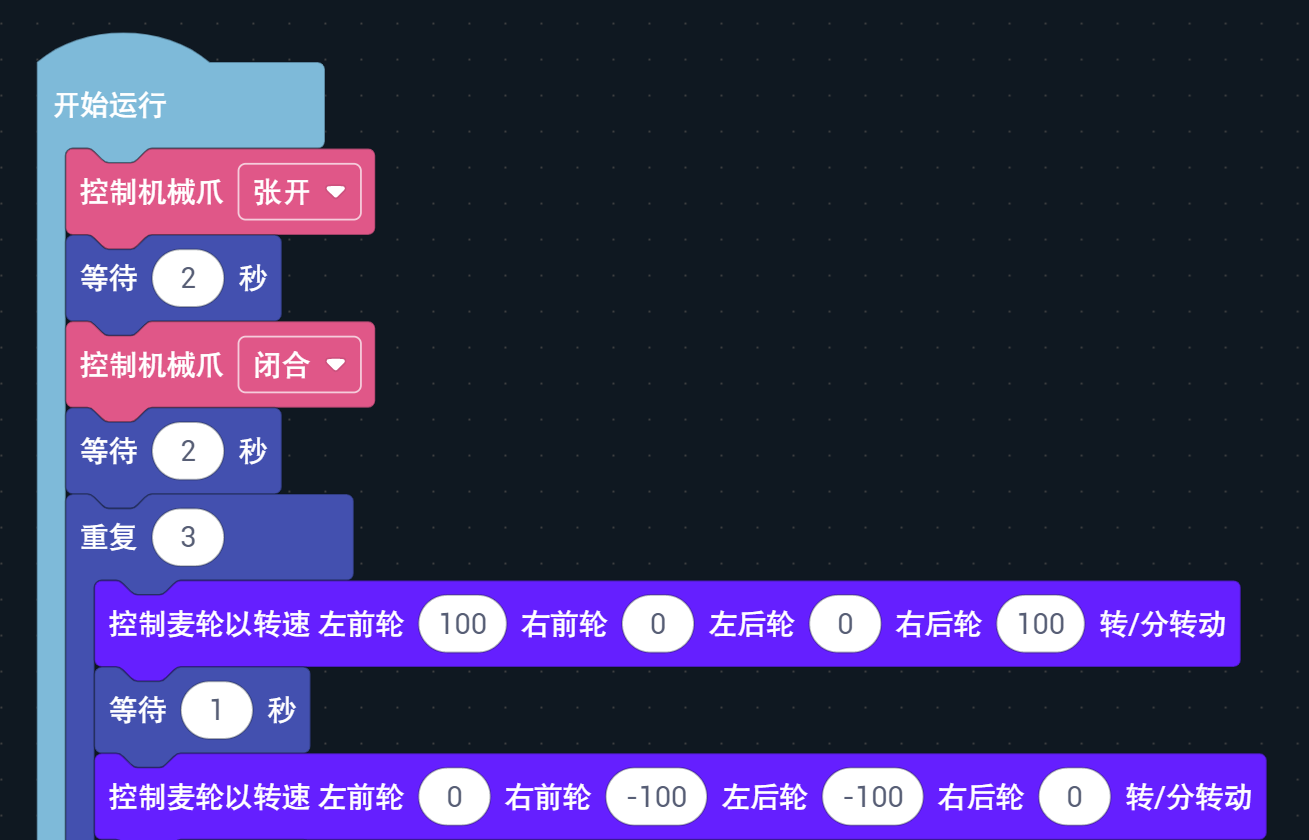 开始运行
控制机械爪 张开
等待 2 秒
控制机械爪 闭合
等待 2 秒
重复 3
控制麦轮以转速 左前轮 100 右前轮 0 左后轮 0 右后轮 100 转/分转动
等待 1 秒
控制麦轮以转速 左前轮 0 右前轮 -100 左后轮 -100 右后轮 0 转/分转动